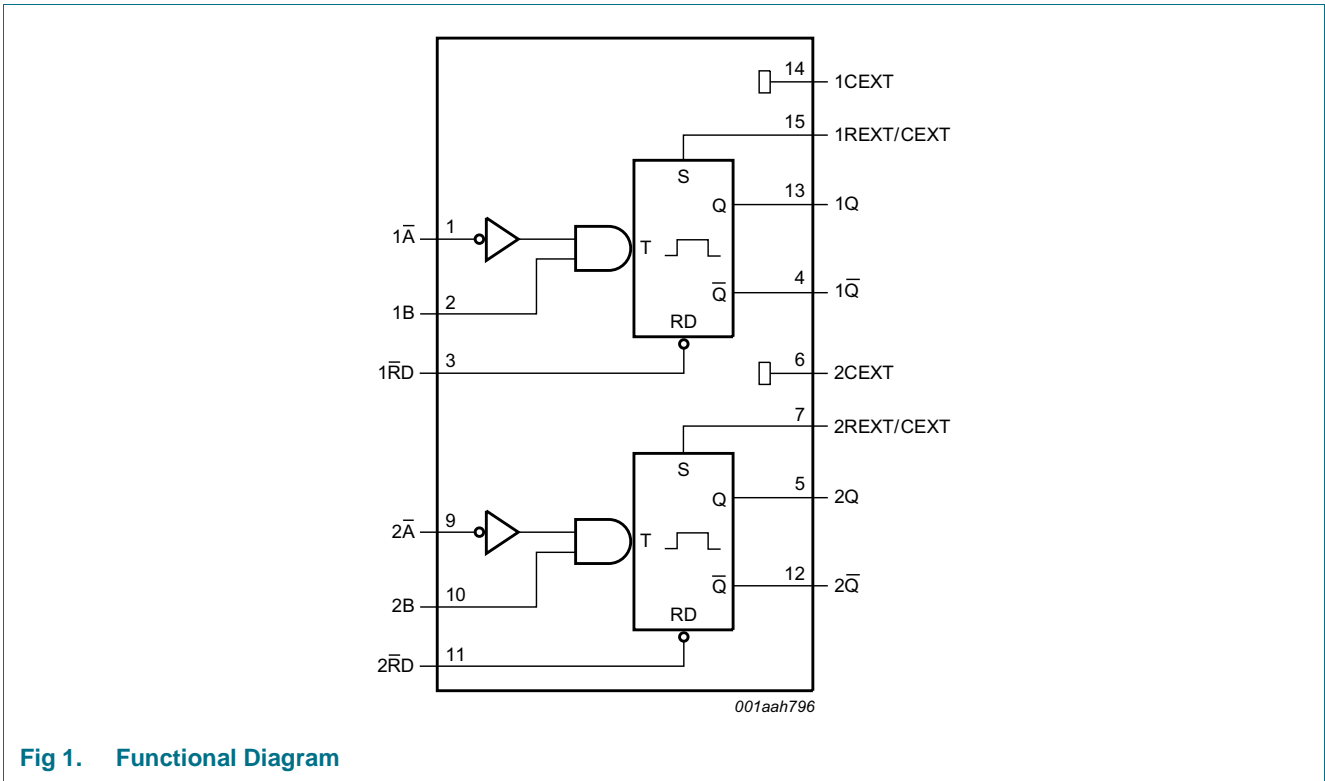 14 1CEXT
15 1REXT/CEXT
S
13 1Q
Q
1A̅ 1
T
4 1Q̅
Q̅
1B 2
RD
1R̅D 3
6 2CEXT
7 2REXT/CEXT
S
5 2Q
Q
2A̅ 9
T
12 2Q̅
Q̅
2B 10
RD
2R̅D 11
001aah796
Fig 1. Functional Diagram